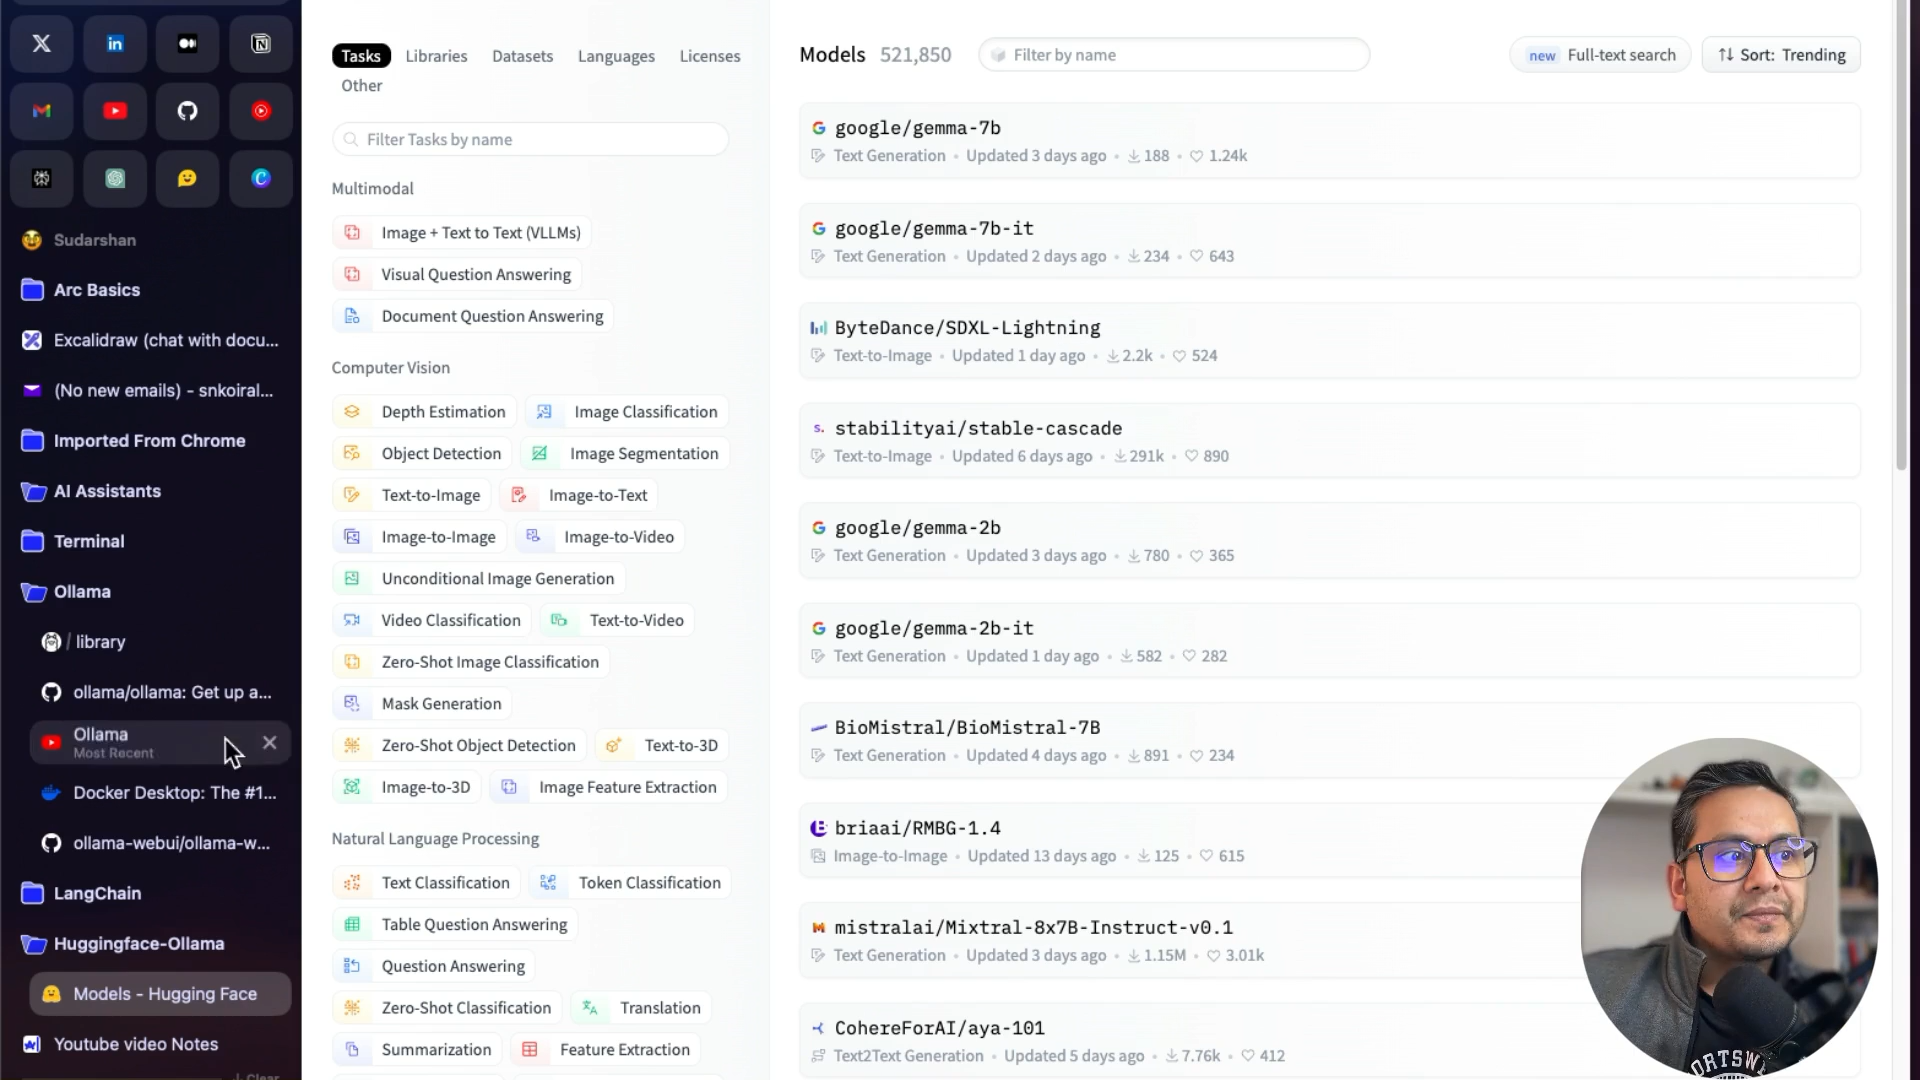 Sudarshan
Arc Basics
Excalidraw (chat with docu...
(No new emails) - snkoiral...
Imported From Chrome
AI Assistants
Terminal
Ollama
/ library
ollama/ollama: Get up a...
Ollama
Most Recent
Docker Desktop: The #1...
ollama-webui/ollama-w...
LangChain
Huggingface-Ollama
Models - Hugging Face
Youtube video Notes
Clear
Tasks Libraries Datasets Languages Licenses
Other
Filter Tasks by name
Multimodal
Image + Text to Text (VLLMs)
Visual Question Answering
Document Question Answering
Computer Vision
Depth Estimation Image Classification
Object Detection Image Segmentation
Text-to-Image Image-to-Text
Image-to-Image Image-to-Video
Unconditional Image Generation
Video Classification Text-to-Video
Zero-Shot Image Classification
Mask Generation
Zero-Shot Object Detection Text-to-3D
Image-to-3D Image Feature Extraction
Natural Language Processing
Text Classification Token Classification
Table Question Answering
Question Answering
Zero-Shot Classification Translation
Summarization Feature Extraction
Models 521,850 Filter by name new Full-text search Sort: Trending
google/gemma-7b
Text Generation • Updated 3 days ago • 188 • 1.24k
google/gemma-7b-it
Text Generation • Updated 2 days ago • 234 • 643
ByteDance/SDXL-Lightning
Text-to-Image • Updated 1 day ago • 2.2k • 524
stabilityai/stable-cascade
Text-to-Image • Updated 6 days ago • 291k • 890
google/gemma-2b
Text Generation • Updated 3 days ago • 780 • 365
google/gemma-2b-it
Text Generation • Updated 1 day ago • 582 • 282
BioMistral/BioMistral-7B
Text Generation • Updated 4 days ago • 891 • 234
briaai/RMBG-1.4
Image-to-Image • Updated 13 days ago • 125 • 615
mistralai/Mixtral-8x7B-Instruct-v0.1
Text Generation • Updated 3 days ago • 1.15M • 3.01k
CohereForAI/aya-101
Text2Text Generation • Updated 5 days ago • 7.76k • 412